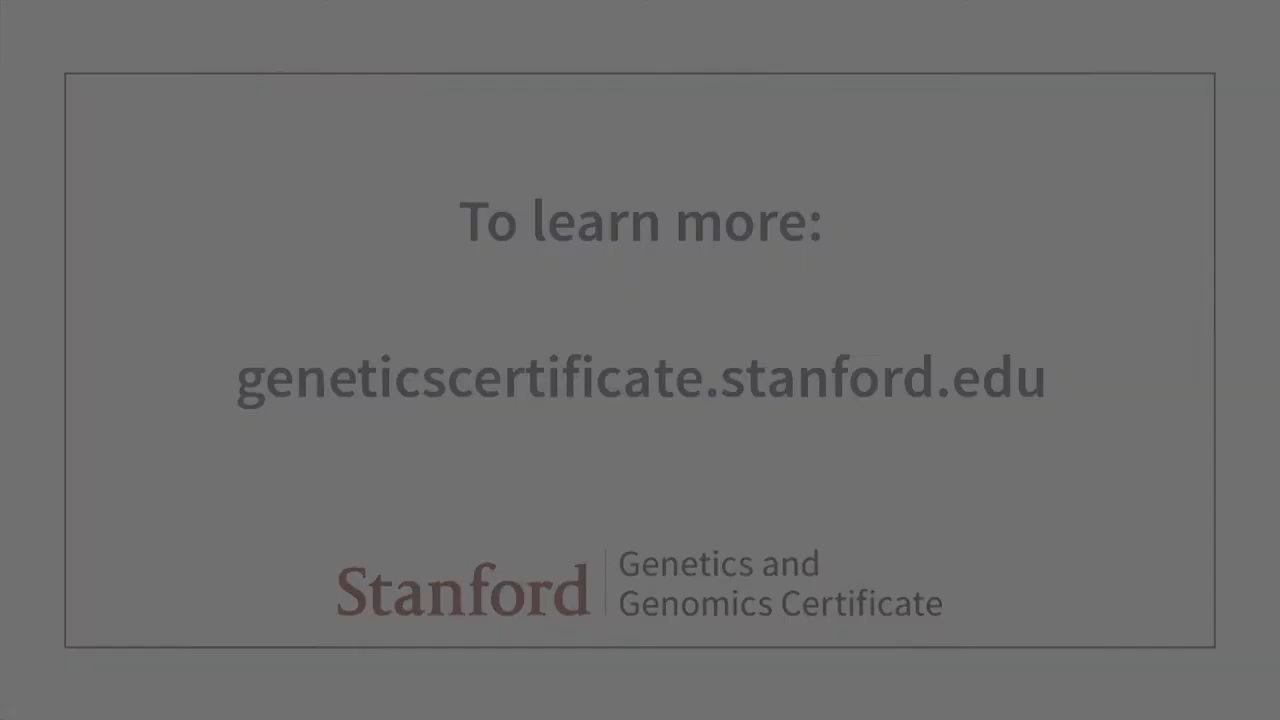 To learn more:
geneticscertificate.stanford.edu
Stanford
Genetics and
Genomics Certificate